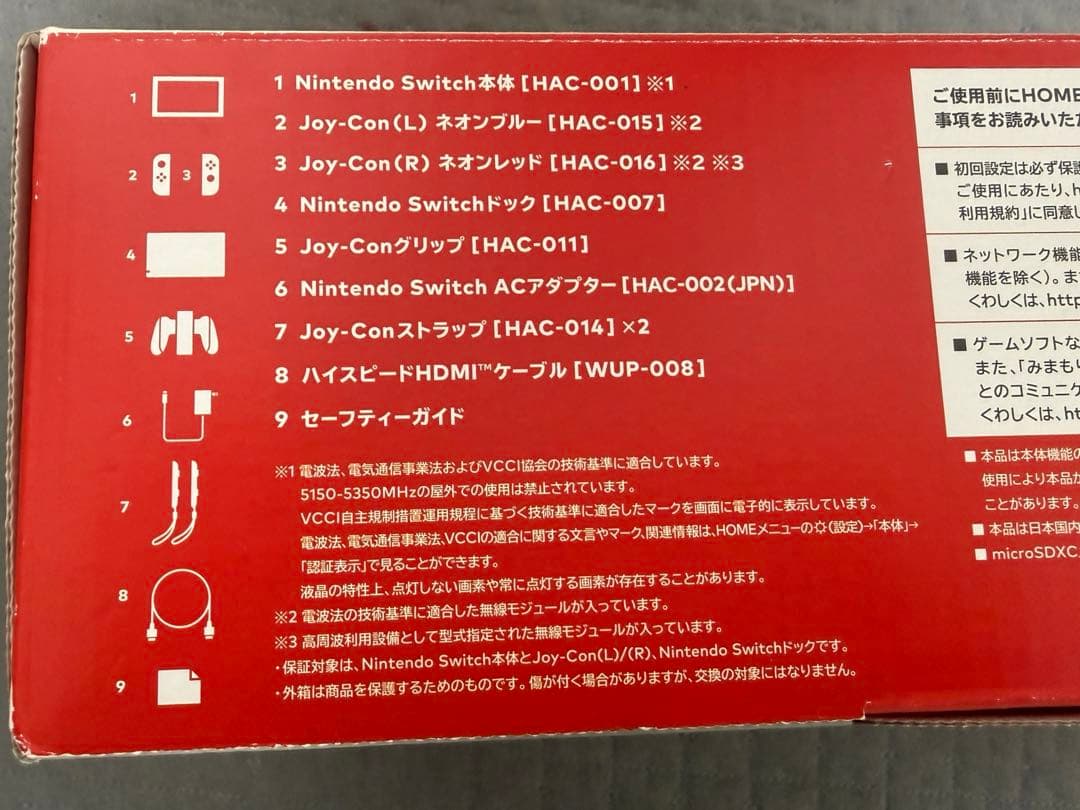 1 Nintendo Switch本体[HAC-001]※1
2 Joy-Con(L) ネオンブルー[HAC-015]※2
3 Joy-Con(R) ネオンレッド[HAC-016]※2 ※3
4 Nintendo Switchドック[HAC-007]
5 Joy-Conグリップ[HAC-011]
6 Nintendo Switch ACアダプター[HAC-002(JPN)]
7 Joy-Conストラップ[HAC-014]×2
8 ハイスピードHDMI™ケーブル[WUP-008]
9 セーフティーガイド
※1 電波法、電気通信事業法およびVCCI協会の技術基準に適合しています。
5150-5350MHzの屋外での使用は禁止されています。
VCCI自主規制措置運用規程に基づく技術基準に適合したマークを画面に電子的に表示しています。
電波法、電気通信事業法、VCCIの適合に関する文言やマーク、関連情報は、HOMEメニューの(設定)→「本体」→
「認証表示」で見ることができます。
液晶の特性上、点灯しない画素や常に点灯する画素が存在することがあります。
※2 電波法の技術基準に適合した無線モジュールが入っています。
※3 高周波利用設備として型式指定された無線モジュールが入っています。
・保証対象は、Nintendo Switch本体とJoy-Con(L)/(R)、Nintendo Switchドックです。
・外箱は商品を保護するためのものです。傷が付く場合がありますが、交換の対象にはなりません。
1
2 3
4
5
6
7
8
9
ご使用前にHOME
事項をお読みいただ
■ 初回設定は必ず保護
ご使用にあたり、h
利用規約」に同意し
■ ネットワーク機能
機能を除く)。ま
くわしくは、http
■ ゲームソフトな
また、「みまもり
とのコミュニケ
くわしくは、ht
■ 本品は本体機能の
使用により本品が
ことがあります。
■ 本品は日本国内
■ microSDXC